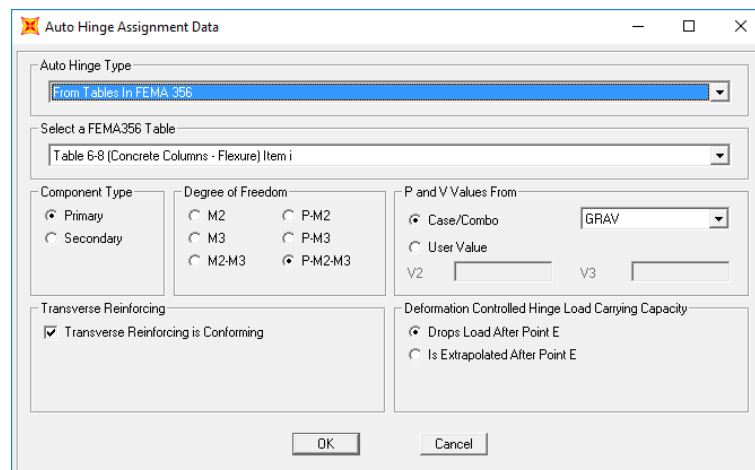 Auto Hinge Assignment Data
Auto Hinge Type
From Tables In FEMA 356
Select a FEMA356 Table
Table 6-8 (Concrete Columns - Flexure) Item i
Component Type
Primary
Secondary
Degree of Freedom
M2 P-M2
M3 P-M3
M2-M3 P-M2-M3
P and V Values From
Case/Combo GRAV
User Value
V2 V3
Transverse Reinforcing
Transverse Reinforcing is Conforming
Deformation Controlled Hinge Load Carrying Capacity
Drops Load After Point E
Is Extrapolated After Point E
OK Cancel